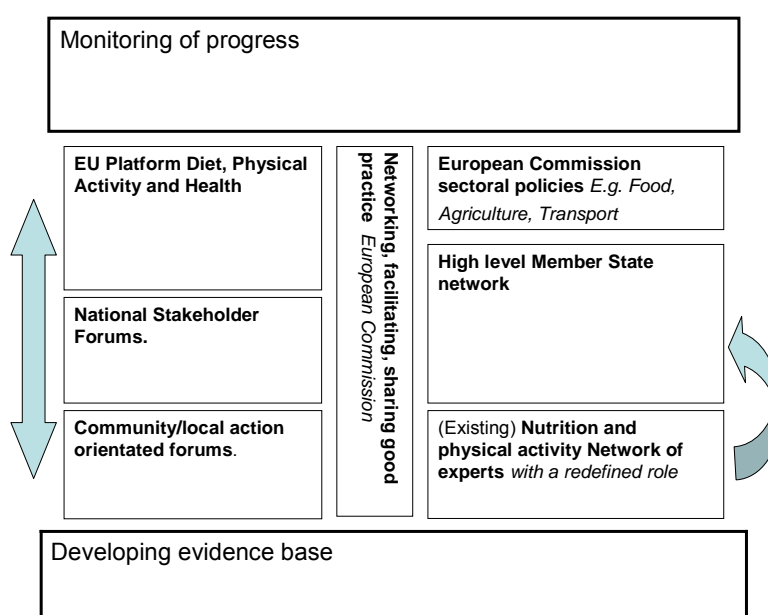 Monitoring of progress
EU Platform Diet, Physical
Activity and Health
National Stakeholder
Forums.
Community/local action
orientated forums.
Networking, facilitating, sharing good
practice European Commission
European Commission
sectoral policies E.g. Food,
Agriculture, Transport
High level Member State
network
(Existing) Nutrition and
physical activity Network of
experts with a redefined role
Developing evidence base